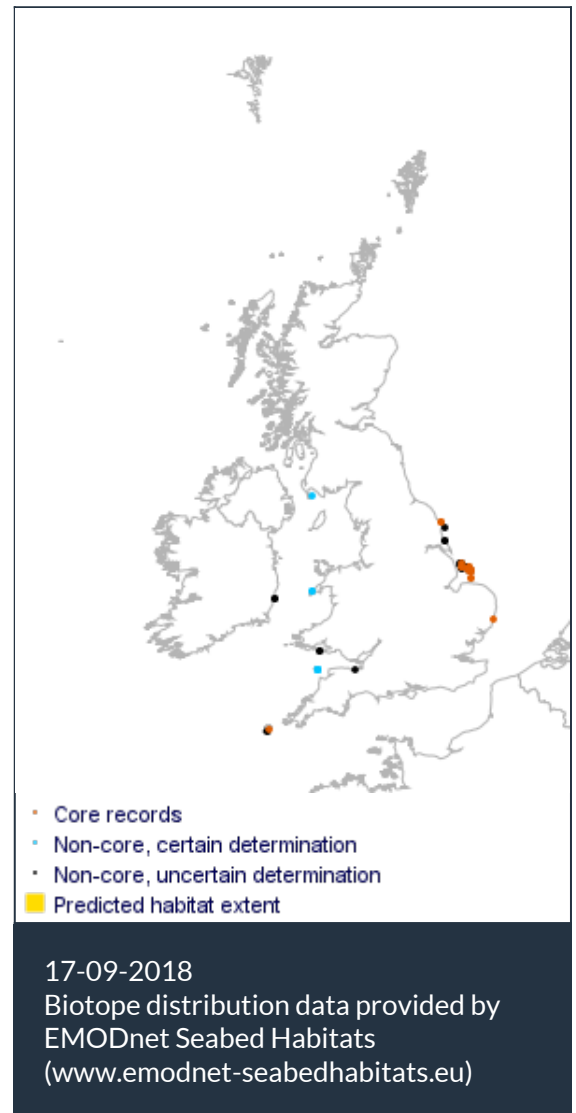 Core records
Non-core, certain determination
Non-core, uncertain determination
Predicted habitat extent
17-09-2018
Biotope distribution data provided by
EMODnet Seabed Habitats
(www.emodnet-seabedhabitats.eu)